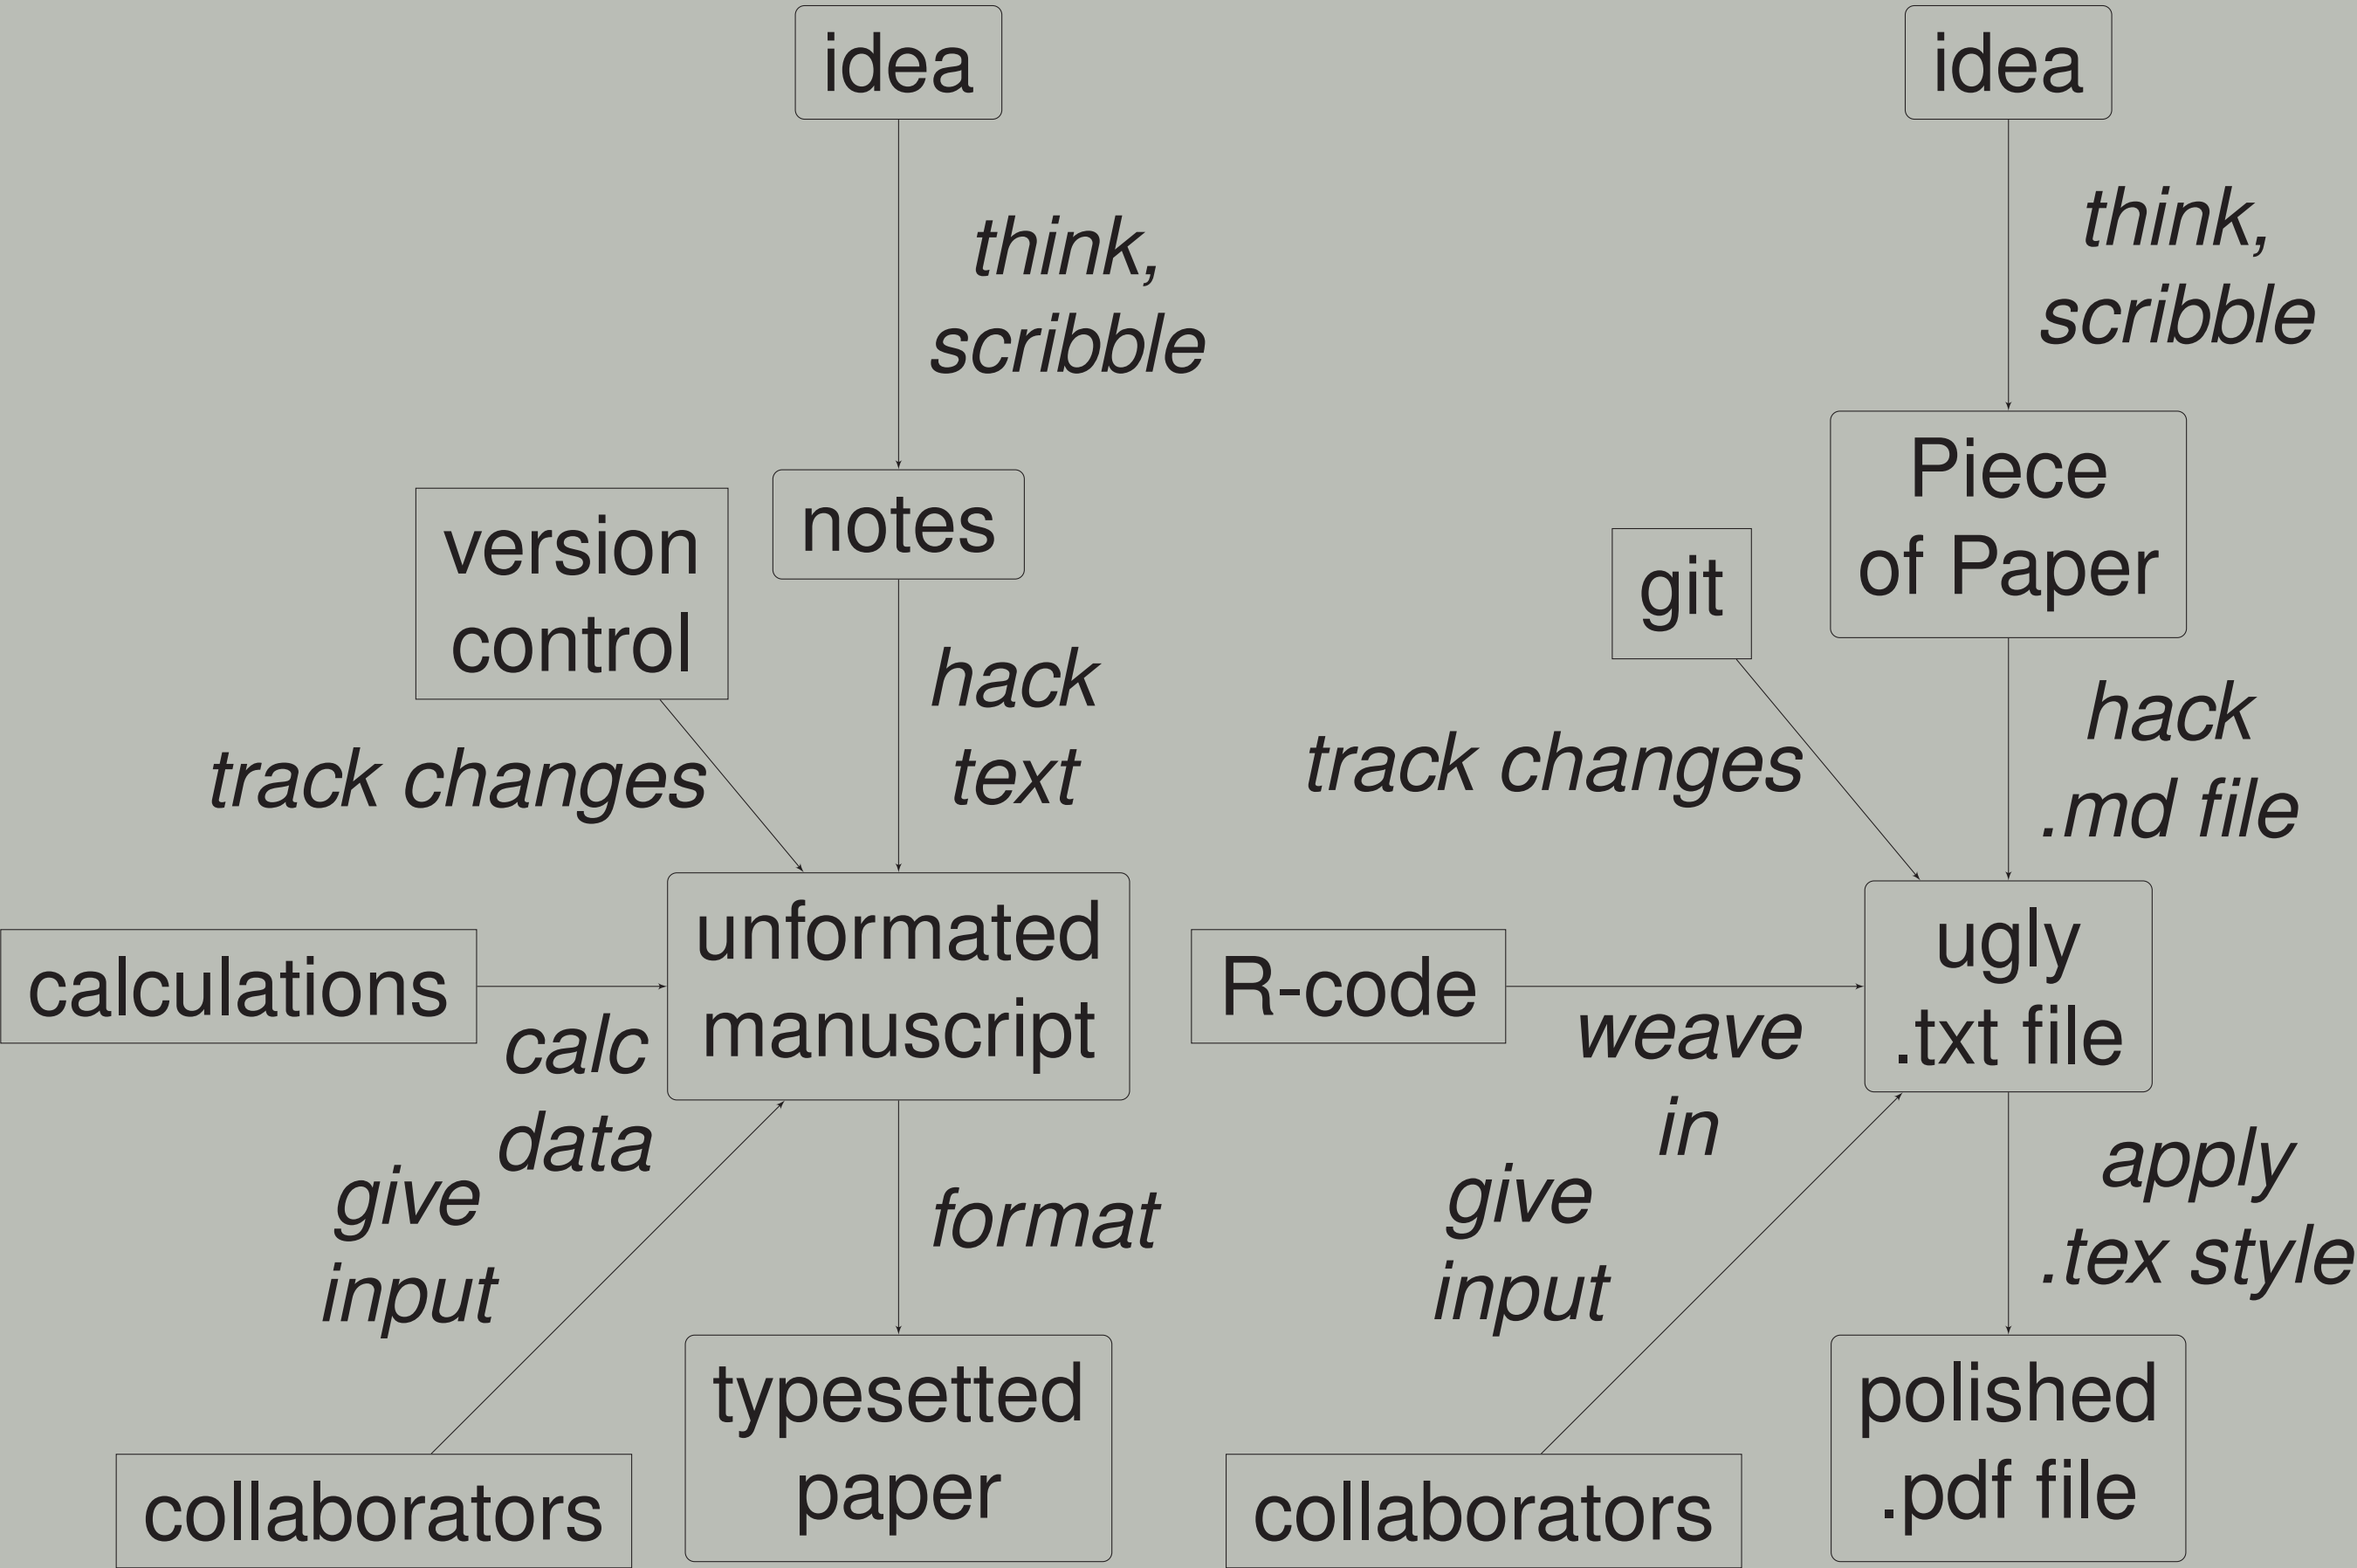 idea
think,
scribble
notes
version
control
hack
text
track changes
unformated
manuscript
calculations
calc
data
give
input
format
typesetted
paper
collaborators
idea
think,
scribble
Piece
of Paper
git
hack
.md file
track changes
ugly
.txt file
R-code
weave
in
give
input
apply
.tex style
polished
.pdf file
collaborators